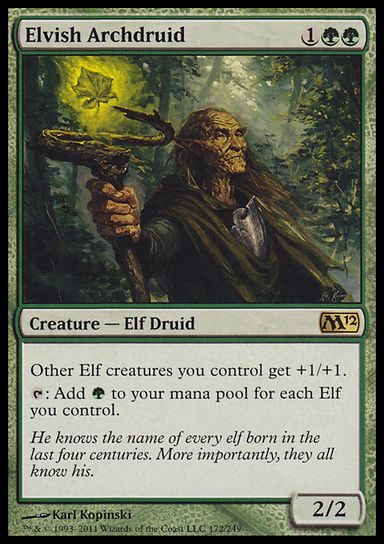 Elvish Archdruid 1
Creature — Elf Druid M12
Other Elf creatures you control get +1/+1.
: Add to your mana pool for each Elf
you control.
He knows the name of every elf born in the
last four centuries. More importantly, they all
know his.
Karl Kopinski
™ & © 1993–2011 Wizards of the Coast LLC 172/249
2/2